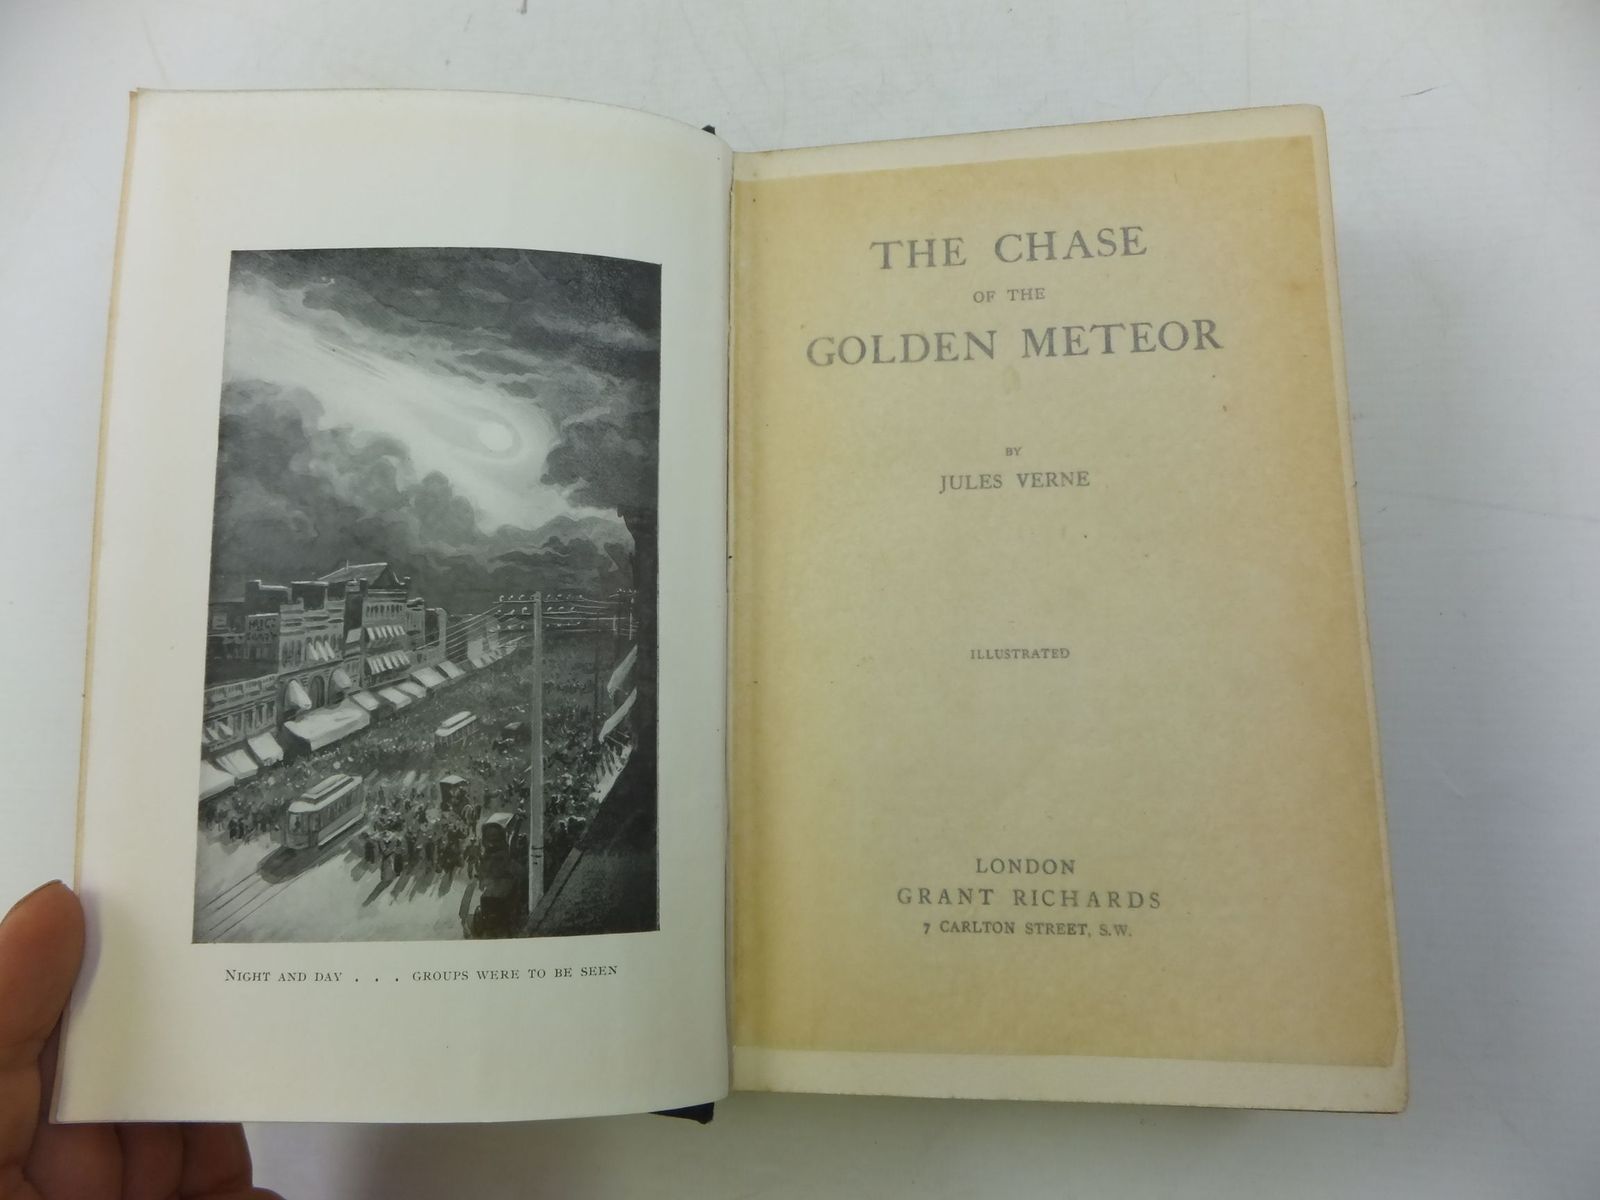 NIGHT AND DAY . . . GROUPS WERE TO BE SEEN
THE CHASE
OF THE
GOLDEN METEOR
BY
JULES VERNE
ILLUSTRATED
LONDON
GRANT RICHARDS
7 CARLTON STREET, S.W.